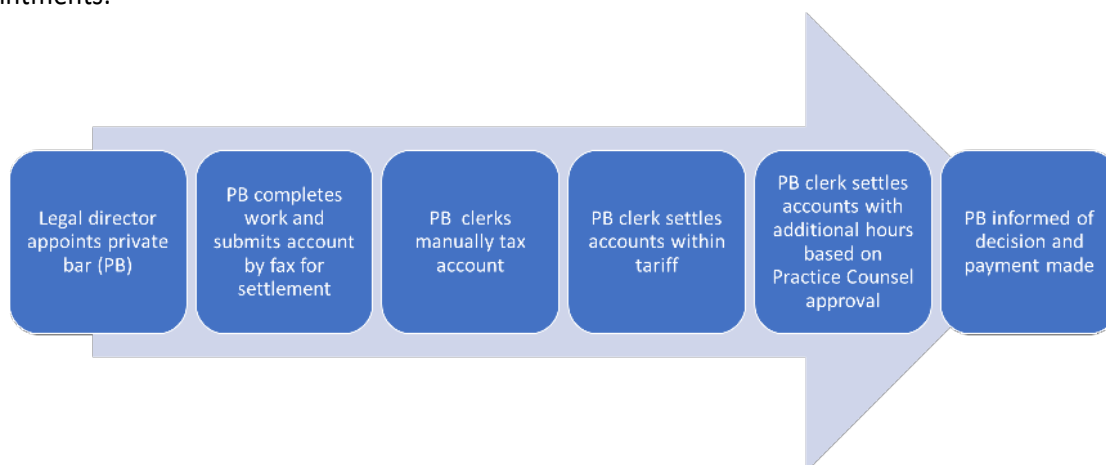 intments.
Legal director
appoints private
bar (PB)
PB completes
work and
submits account
by fax for
settlement
PB clerks
manually tax
account
PB clerk settles
accounts within
tariff
PB clerk settles
accounts with
additional hours
based on
Practice Counsel
approval
PB informed of
decision and
payment made